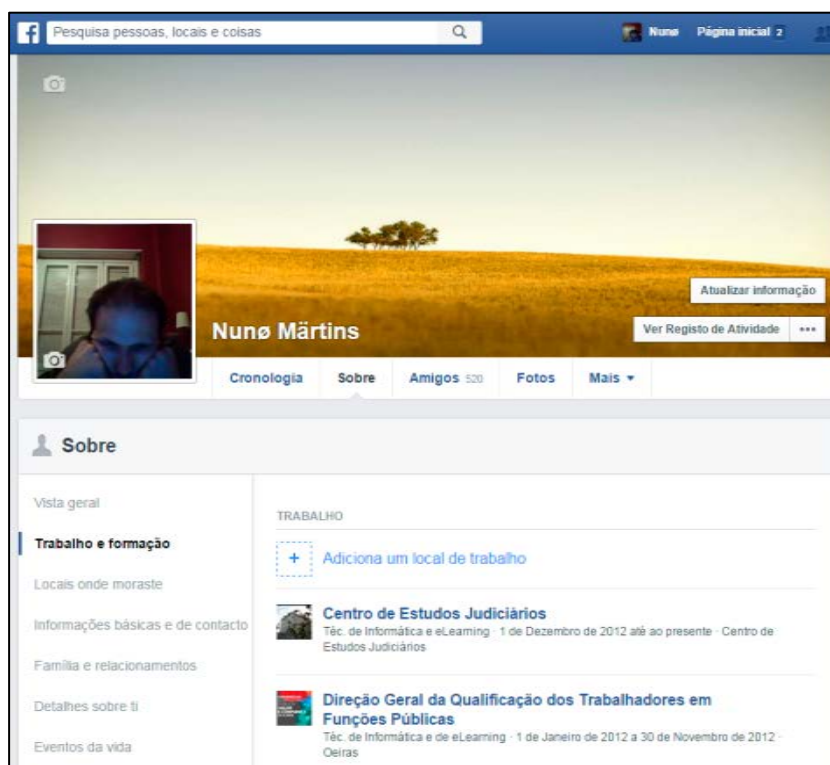 f Pesquisa pessoas, locais e coisas Nunø Página inicial 2
Atualizar informação
Nunø Märtins
Ver Registo de Atividade •••
Cronologia Sobre Amigos 520 Fotos Mais
Sobre
Vista geral
Trabalho e formação
Locais onde moraste
Informações básicas e de contacto
Família e relacionamentos
Detalhes sobre ti
Eventos da vida
TRABALHO
+ Adiciona um local de trabalho
Centro de Estudos Judiciários
Téc. de Informática e eLearning · 1 de Dezembro de 2012 até ao presente · Centro de
Estudos Judiciários
Direção Geral da Qualificação dos Trabalhadores em
Funções Públicas
Téc. de Informática e de eLearning · 1 de Janeiro de 2012 a 30 de Novembro de 2012 ·
Oeiras